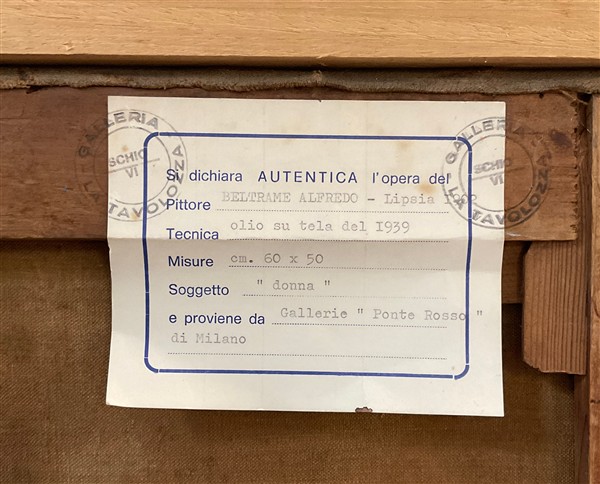 GALLERIA
SCHIO
VI
LA TAVOLOZZA
GALLERIA
SCHIO
VI
LA TAVOLOZZA
Si dichiara AUTENTICA l'opera del
Pittore BELTRAME ALFREDO - Lipsia
Tecnica olio su tela del 1939
Misure cm. 60 x 50
Soggetto " donna "
e proviene da Gallerie " Ponte Rosso "
di Milano